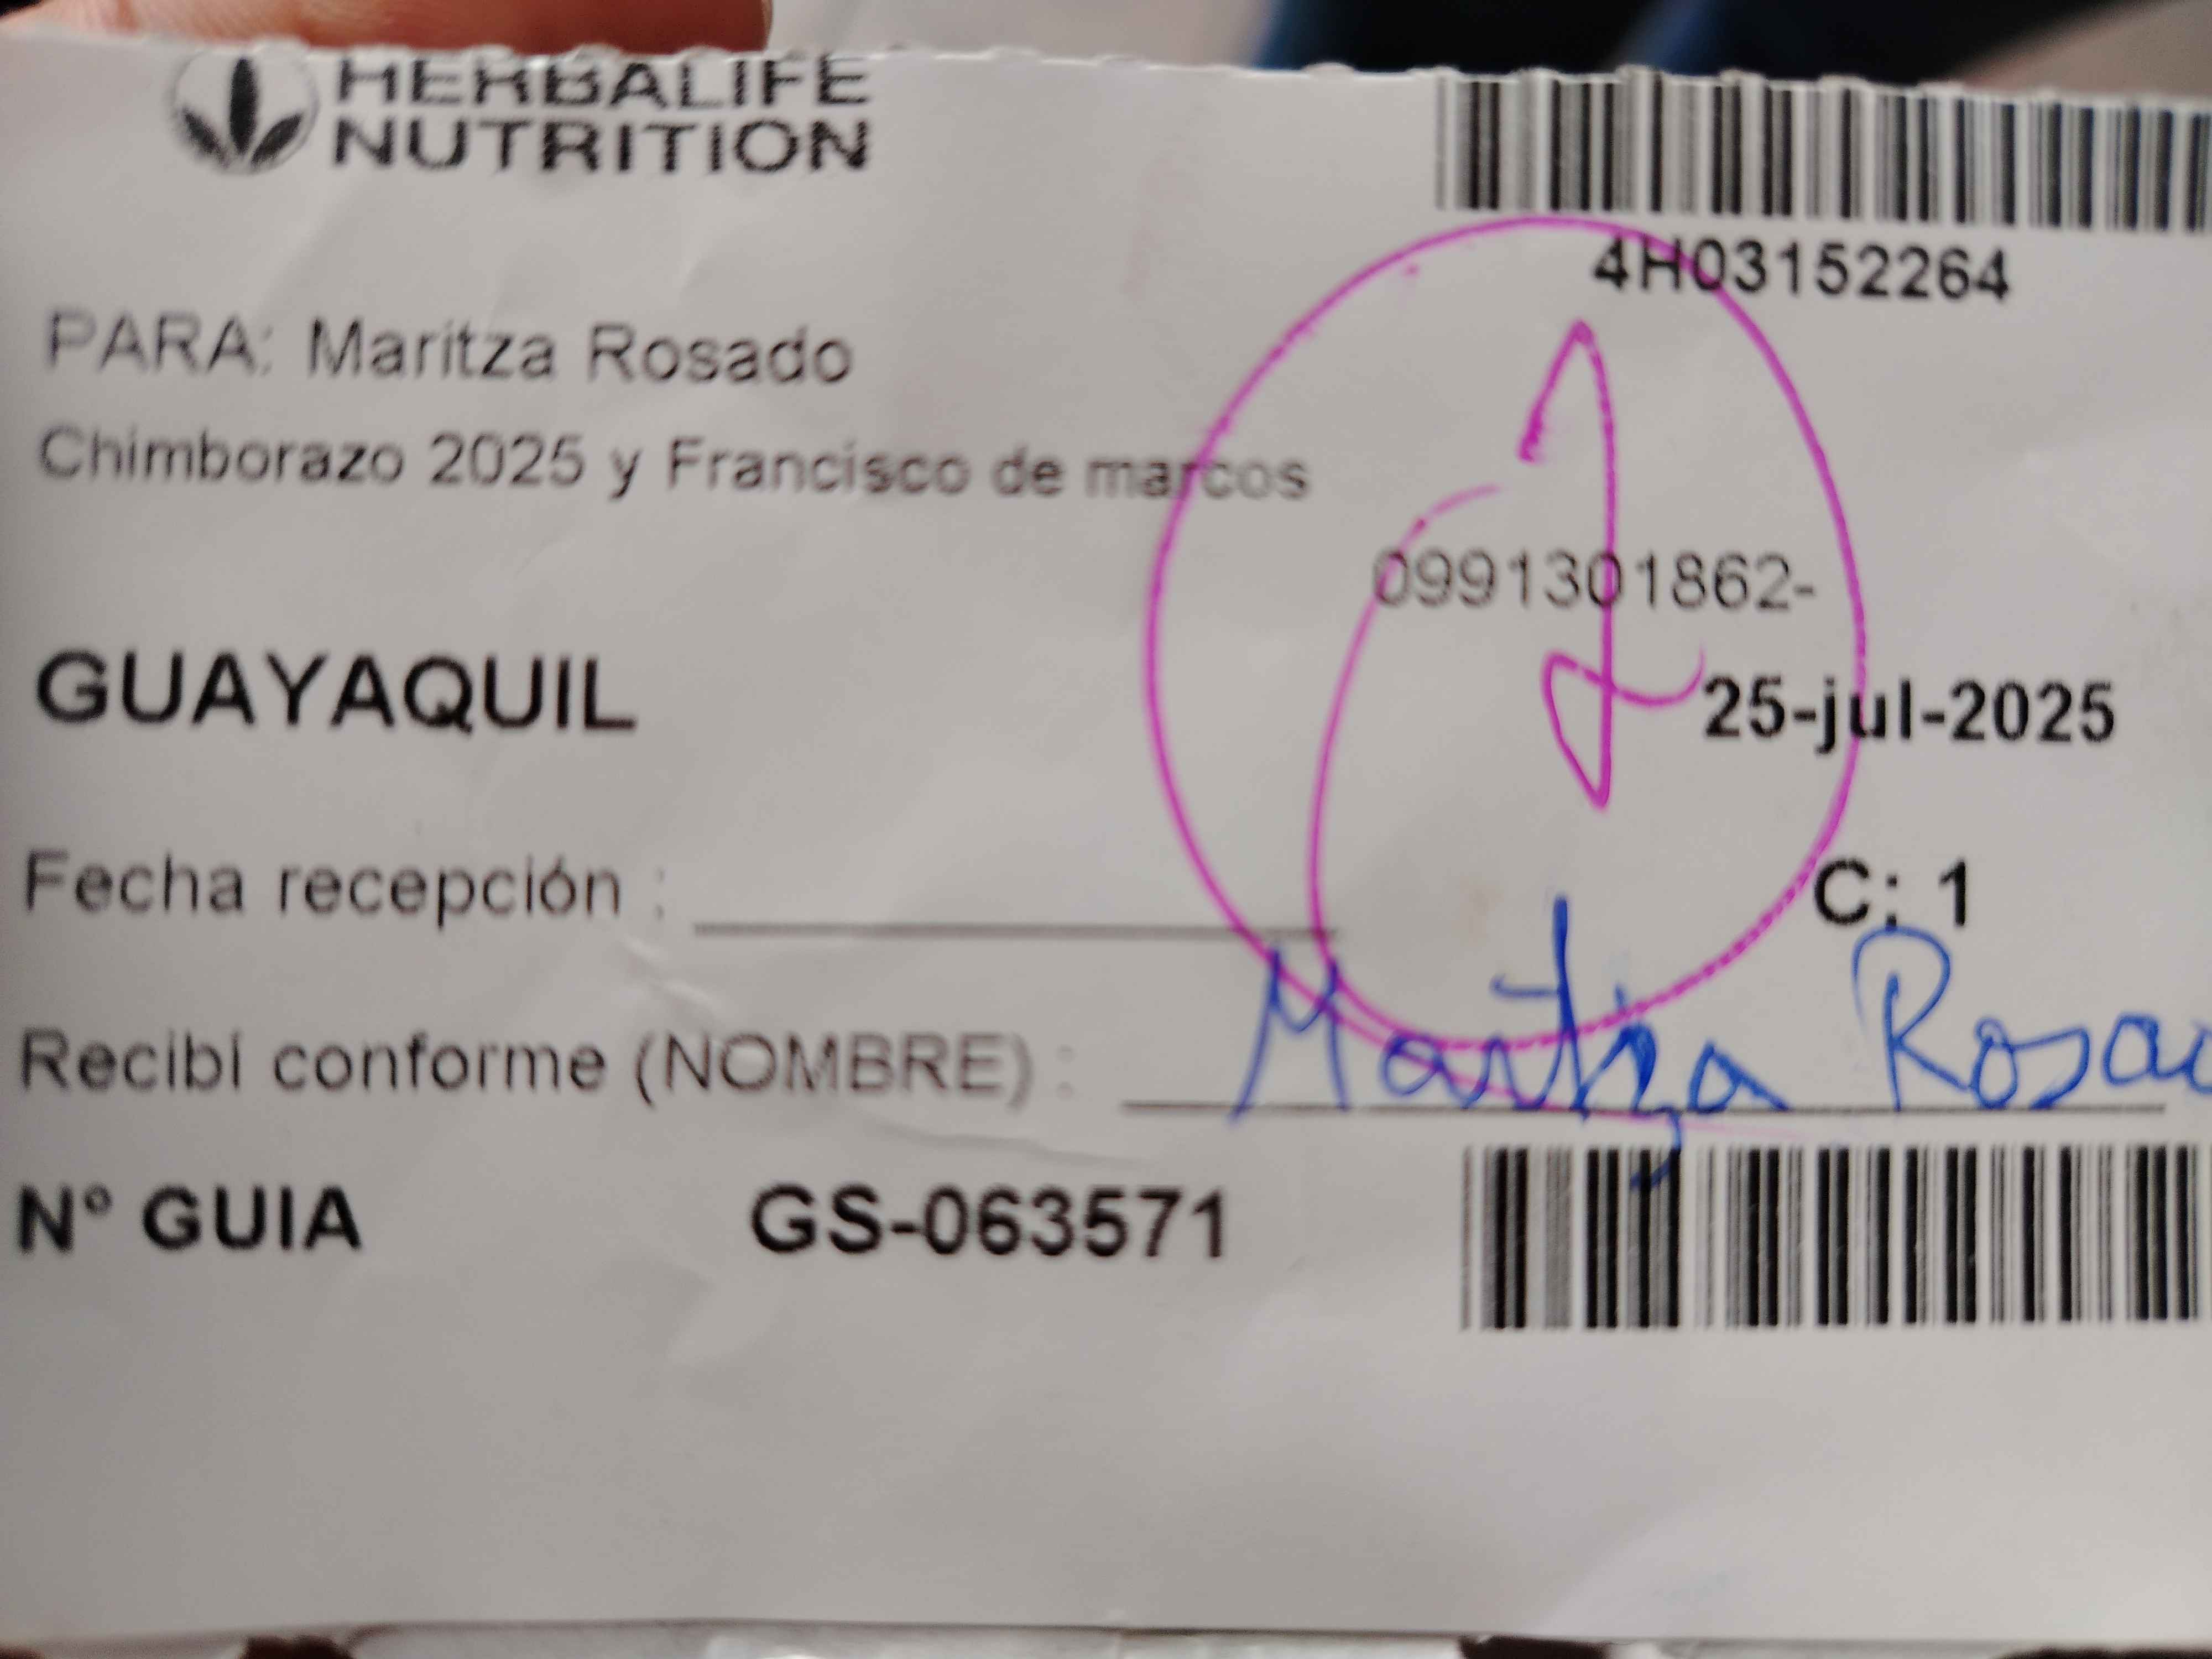 HERBALIFE
NUTRITION
4H03152264
PARA: Maritza Rosado
Chimborazo 2025 y Francisco de marcos
0991301862-
GUAYAQUIL
25-jul-2025
Fecha recepción :
C: 1
Recibí conforme (NOMBRE) : Maritza Rosad
N° GUIA GS-063571